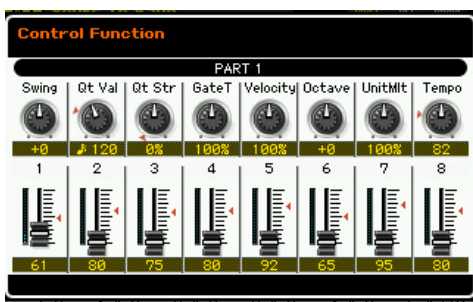 Control Function
PART 1
Swing Qt Val Qt Str GateT Velocity Octave UnitMlt Tempo
+0 ♪ 120 0% 100% 100% +0 100% 82
1 2 3 4 5 6 7 8
61 80 75 80 92 65 95 80